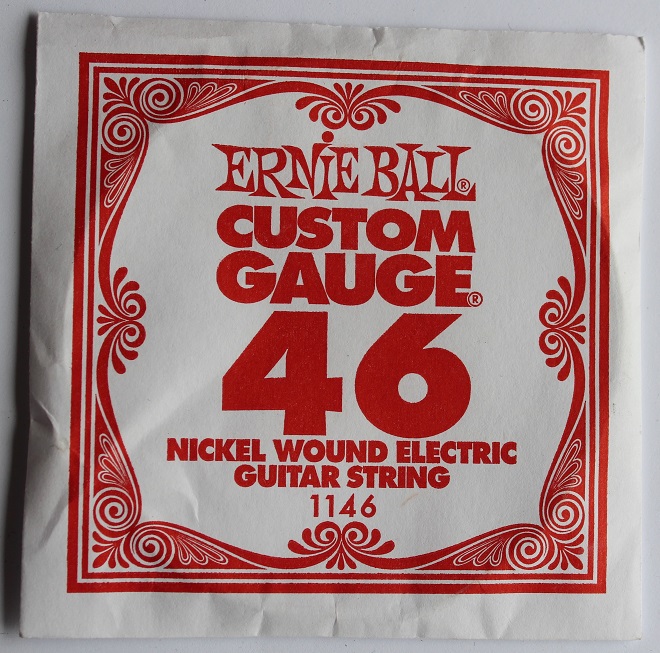 ERNIE BALL®
CUSTOM
GAUGE®
46
NICKEL WOUND ELECTRIC
GUITAR STRING
1146